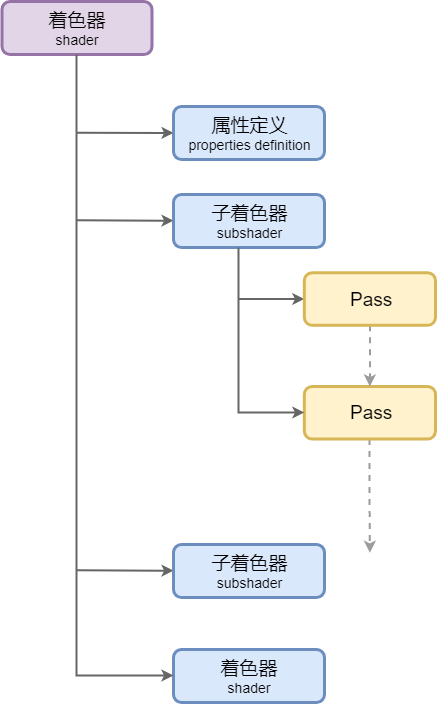 着色器
shader
属性定义
properties definition
子着色器
subshader
Pass
Pass
子着色器
subshader
着色器
shader